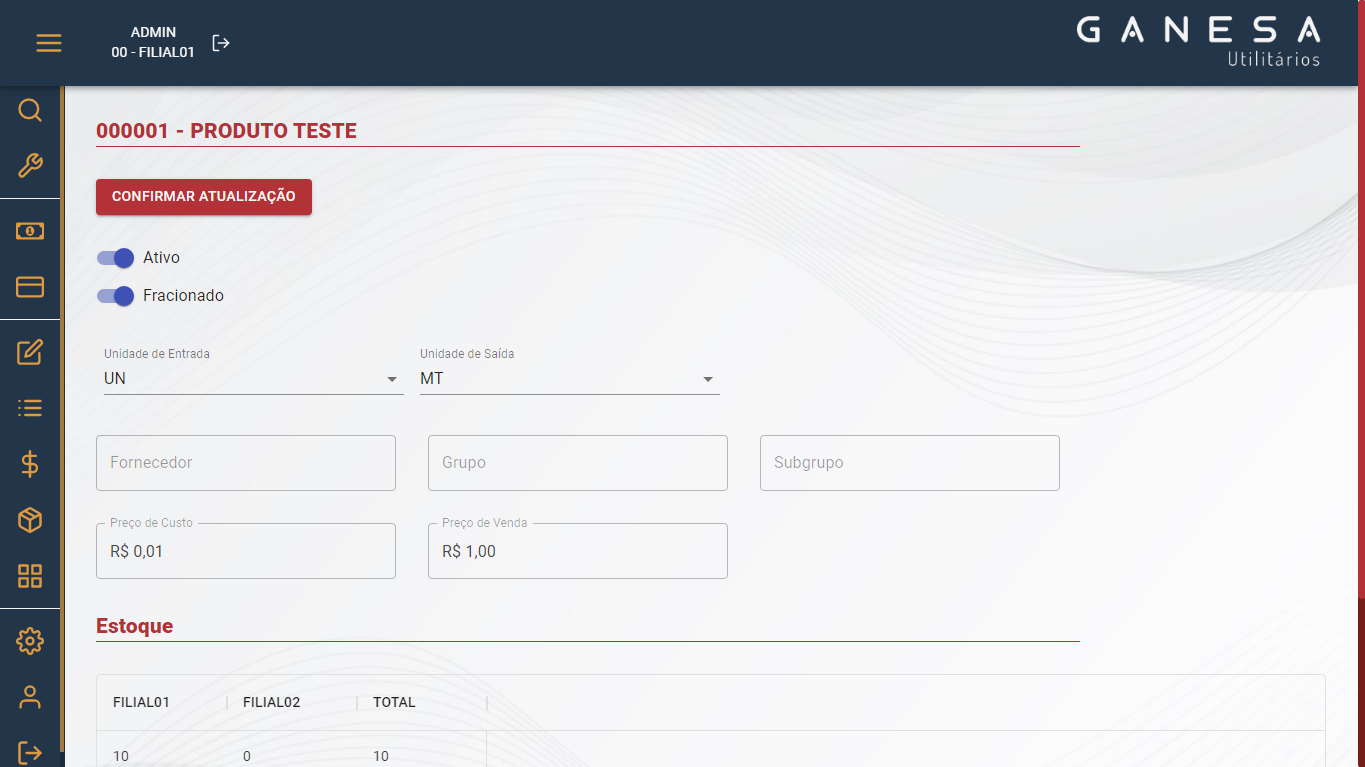 ADMIN
00 - FILIAL01
GANESA
Utilitários
000001 - PRODUTO TESTE
CONFIRMAR ATUALIZAÇÃO
Ativo
Fracionado
Unidade de Entrada
Unidade de Saída
UN
MT
Fornecedor
Grupo
Subgrupo
Preço de Custo
Preço de Venda
R$ 0,01
R$ 1,00
Estoque
FILIAL01
FILIAL02
TOTAL
10
0
10